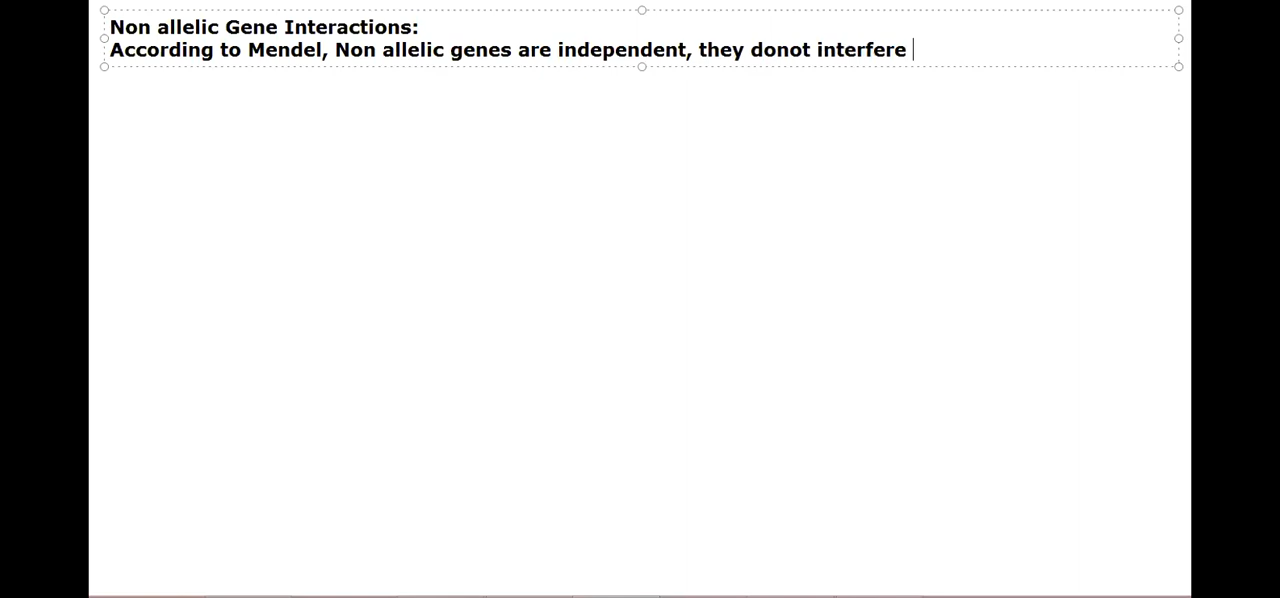 Non allelic Gene Interactions:
According to Mendel, Non allelic genes are independent, they donot interfere